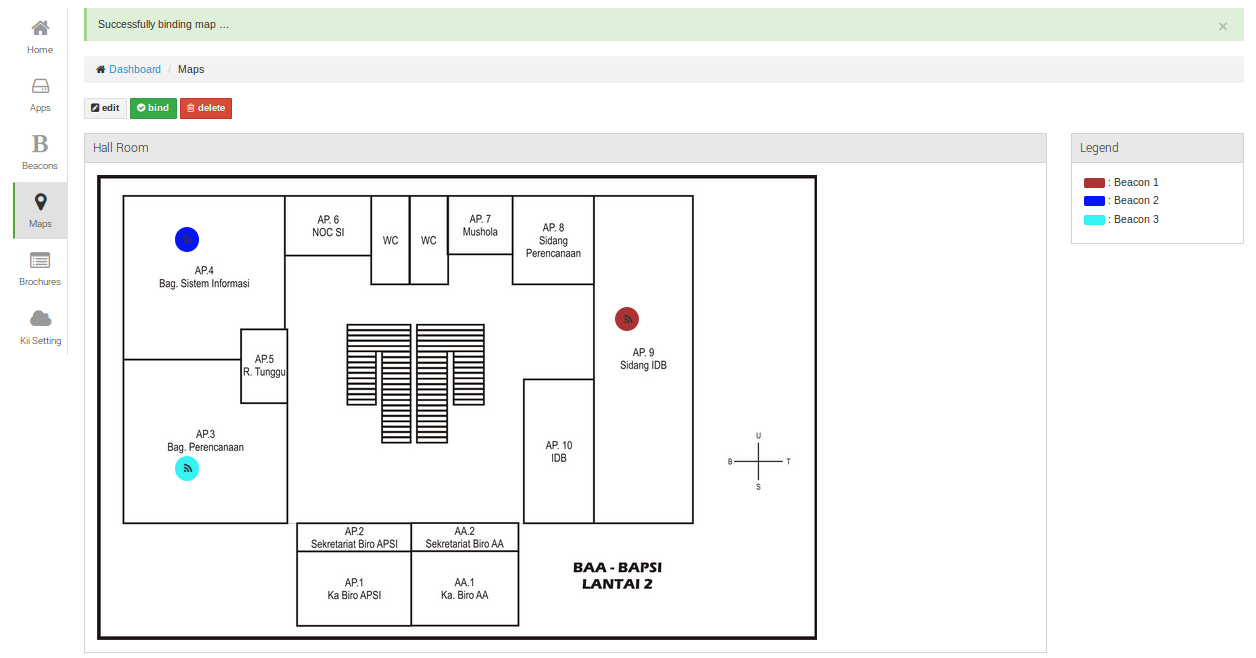 Successfully binding map ...
×
Home
Apps
B
Beacons
Maps
Brochures
Kii Setting
Dashboard / Maps
edit
bind
delete
Hall Room
AP.4
Bag. Sistem Informasi
AP. 6
NOC SI
WC
WC
AP. 7
Mushola
AP. 8
Sidang
Perencanaan
AP. 9
Sidang IDB
AP.5
R. Tunggu
AP.3
Bag. Perencanaan
AP. 10
IDB
U
B
T
S
AP.2
Sekretariat Biro APSI
AA.2
Sekretariat Biro AA
AP.1
Ka Biro APSI
AA.1
Ka. Biro AA
BAA - BAPSI
LANTAI 2
Legend
: Beacon 1
: Beacon 2
: Beacon 3